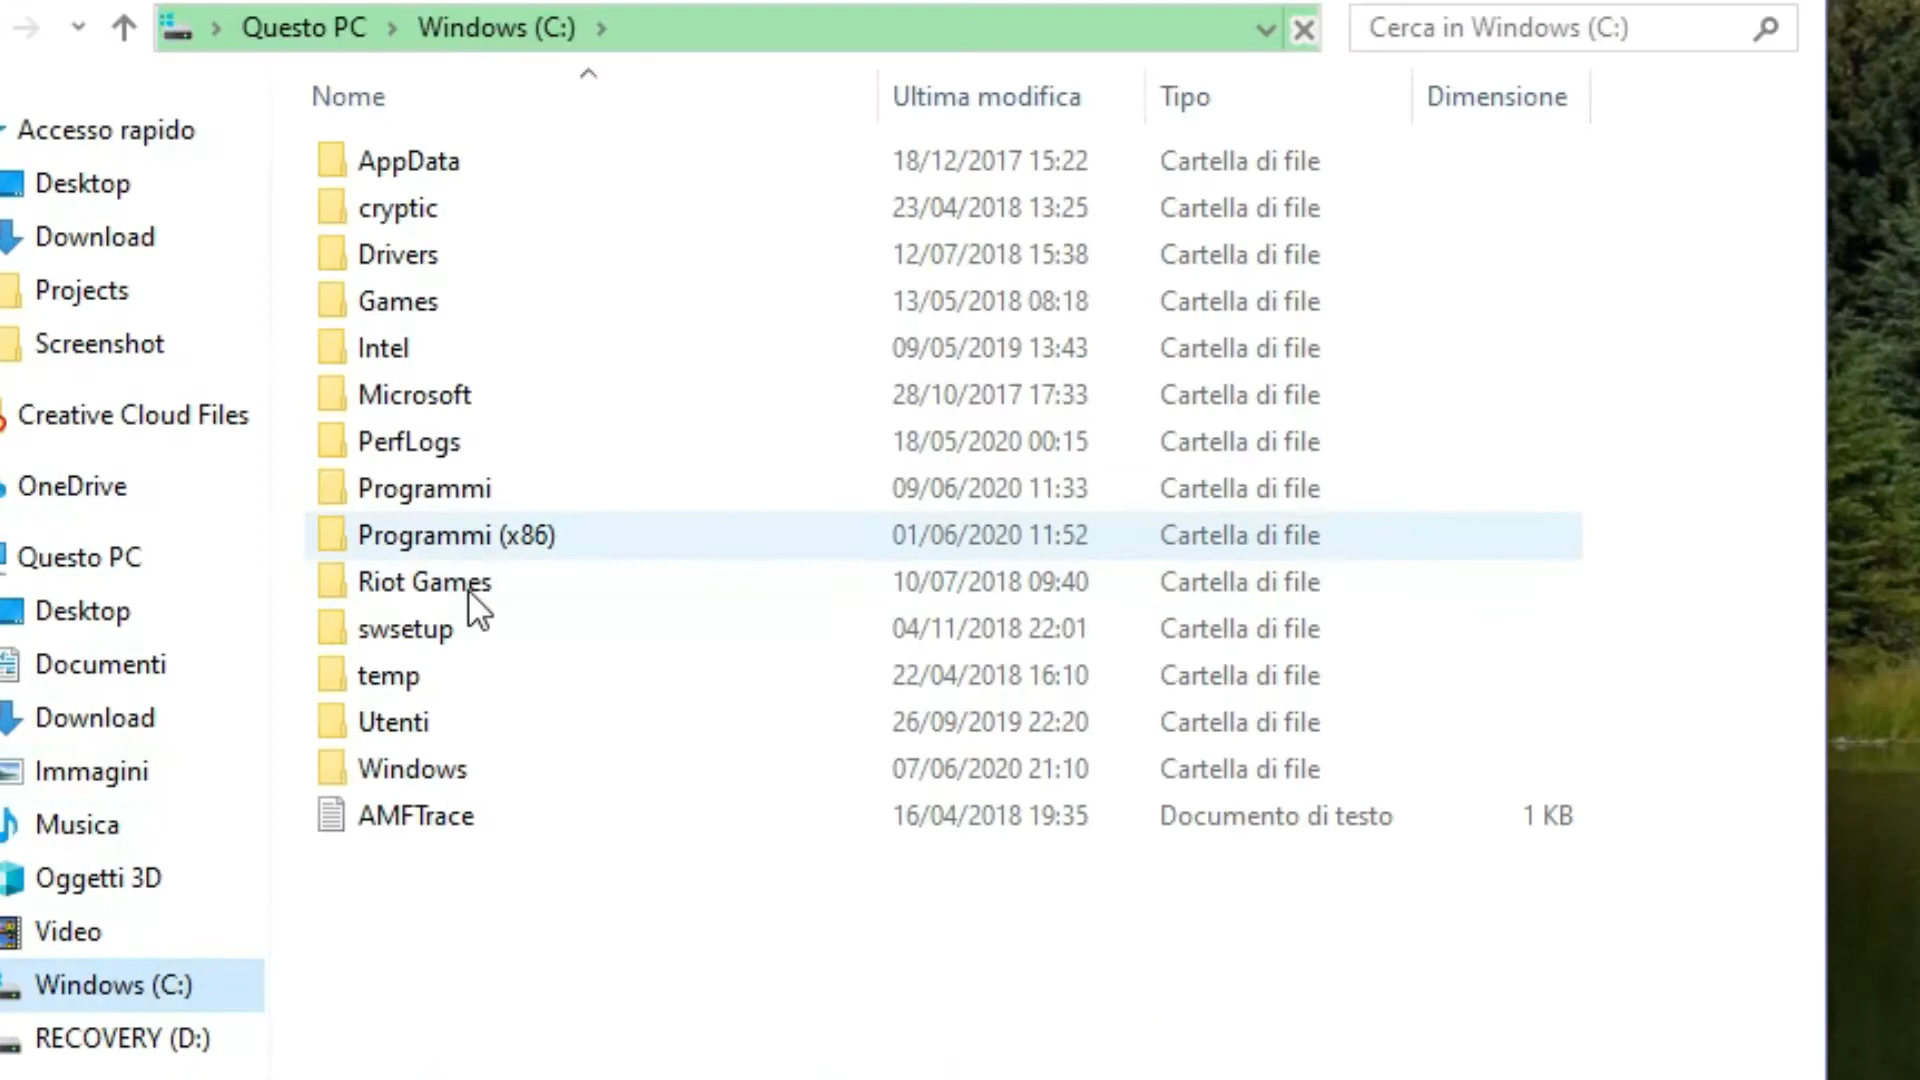 Questo PC > Windows (C:) >
Cerca in Windows (C:)
Nome Ultima modifica Tipo Dimensione
Accesso rapido
Desktop
Download
Projects
Screenshot
Creative Cloud Files
OneDrive
Questo PC
Desktop
Documenti
Download
Immagini
Musica
Oggetti 3D
Video
Windows (C:)
RECOVERY (D:)
AppData 18/12/2017 15:22 Cartella di file
cryptic 23/04/2018 13:25 Cartella di file
Drivers 12/07/2018 15:38 Cartella di file
Games 13/05/2018 08:18 Cartella di file
Intel 09/05/2019 13:43 Cartella di file
Microsoft 28/10/2017 17:33 Cartella di file
PerfLogs 18/05/2020 00:15 Cartella di file
Programmi 09/06/2020 11:33 Cartella di file
Programmi (x86) 01/06/2020 11:52 Cartella di file
Riot Games 10/07/2018 09:40 Cartella di file
swsetup 04/11/2018 22:01 Cartella di file
temp 22/04/2018 16:10 Cartella di file
Utenti 26/09/2019 22:20 Cartella di file
Windows 07/06/2020 21:10 Cartella di file
AMFTrace 16/04/2018 19:35 Documento di testo 1 KB